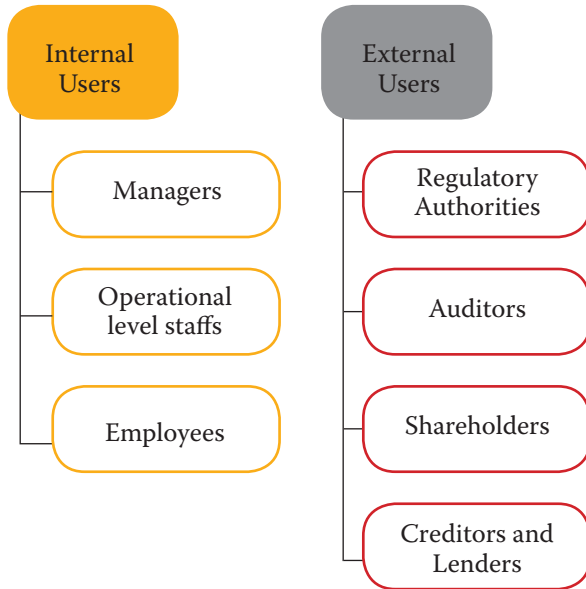 Internal
Users
Managers
Operational
level staffs
Employees
External
Users
Regulatory
Authorities
Auditors
Shareholders
Creditors and
Lenders